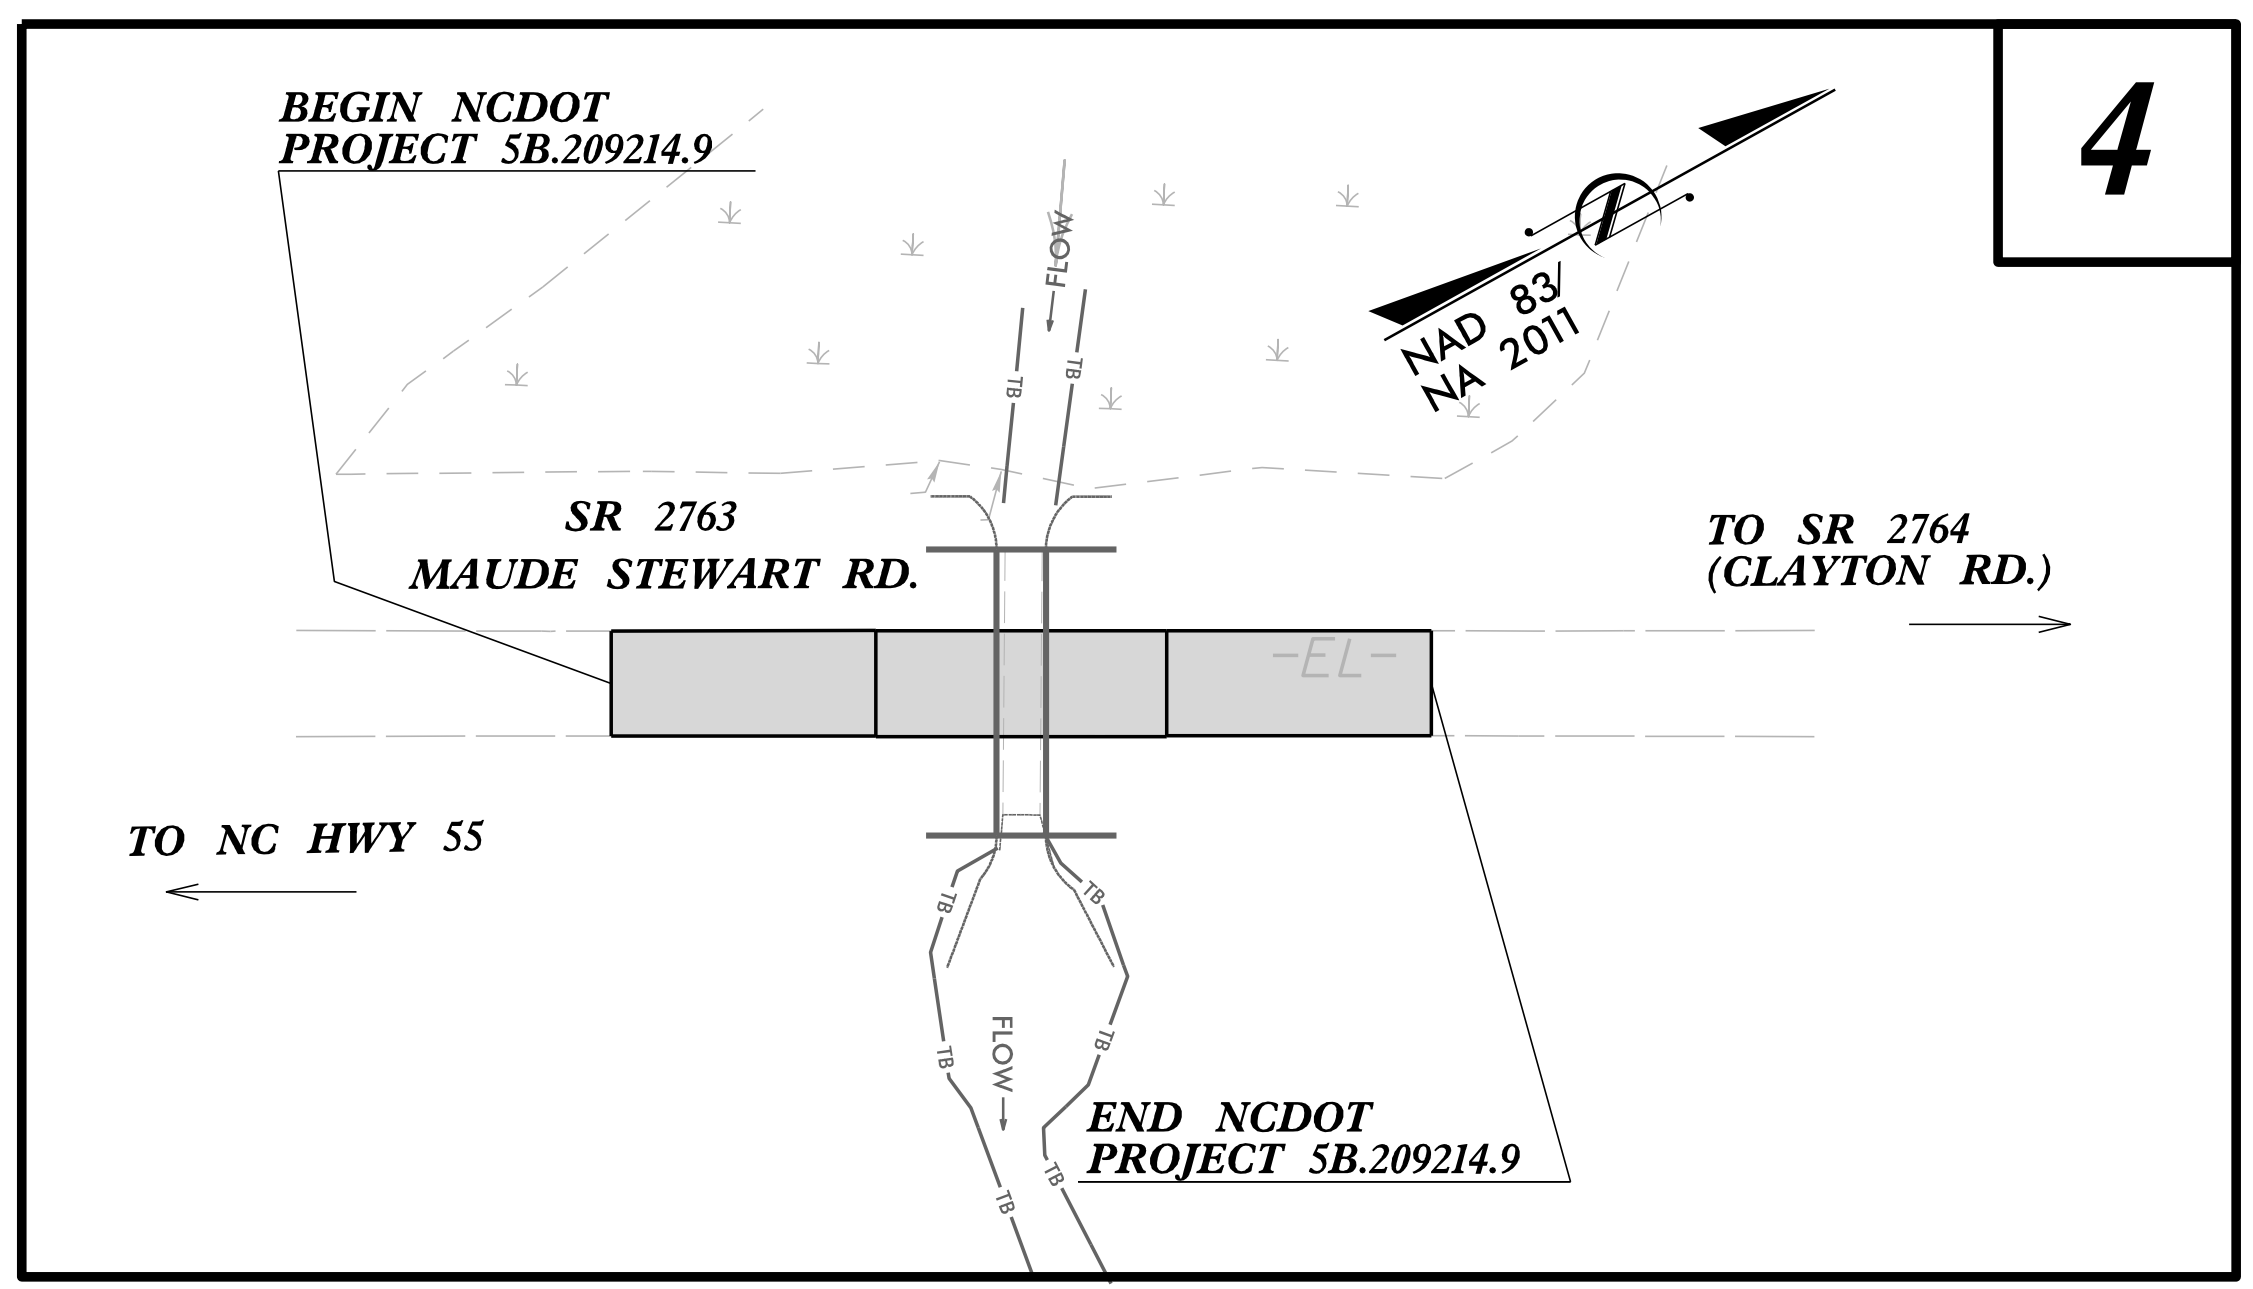 4
BEGIN NCDOT
PROJECT 5B.209214.9
FLOW
NAD 83/
NA 2011
TB
TB
SR 2763
MAUDE STEWART RD.
TO SR 2764
(CLAYTON RD.)
-EL-
TO NC HWY 55
TB
TB
FLOW
TB
TB
END NCDOT
PROJECT 5B.209214.9
TB
TB